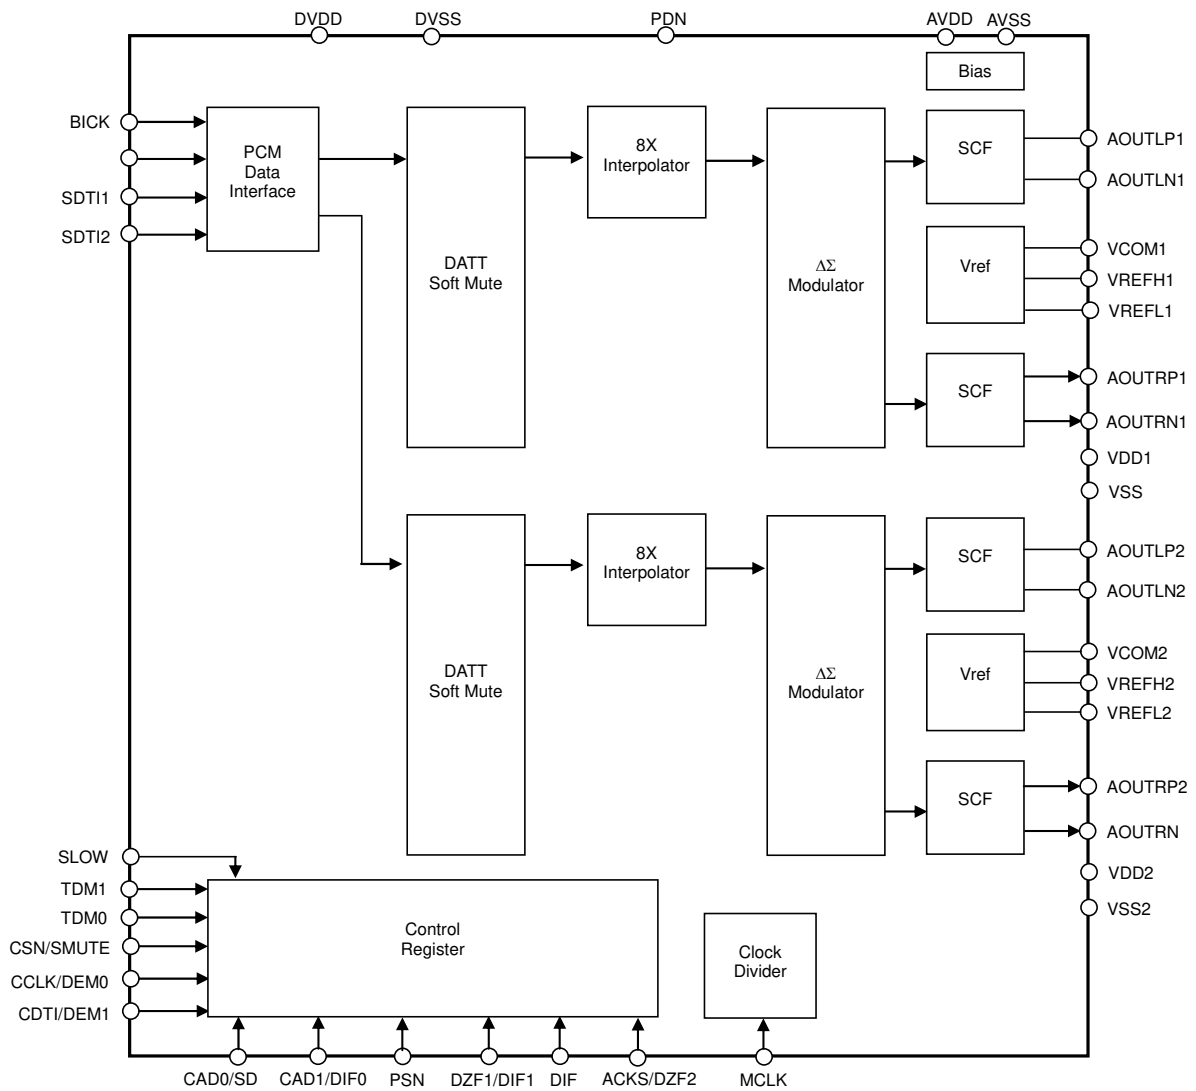 DVDD DVSS PDN AVDD AVSS
Bias
BICK
PCM
Data
Interface
SDTI1
SDTI2
DATT
Soft Mute
8X
Interpolator
ΔΣ
Modulator
SCF
AOUTLP1
AOUTLN1
Vref
VCOM1
VREFH1
VREFL1
SCF
AOUTRP1
AOUTRN1
VDD1
VSS
DATT
Soft Mute
8X
Interpolator
ΔΣ
Modulator
SCF
AOUTLP2
AOUTLN2
Vref
VCOM2
VREFH2
VREFL2
SCF
AOUTRP2
AOUTRN
VDD2
VSS2
SLOW
TDM1
TDM0
CSN/SMUTE
CCLK/DEM0
CDTI/DEM1
Control
Register
Clock
Divider
CAD0/SD CAD1/DIF0 PSN DZF1/DIF1 DIF ACKS/DZF2 MCLK